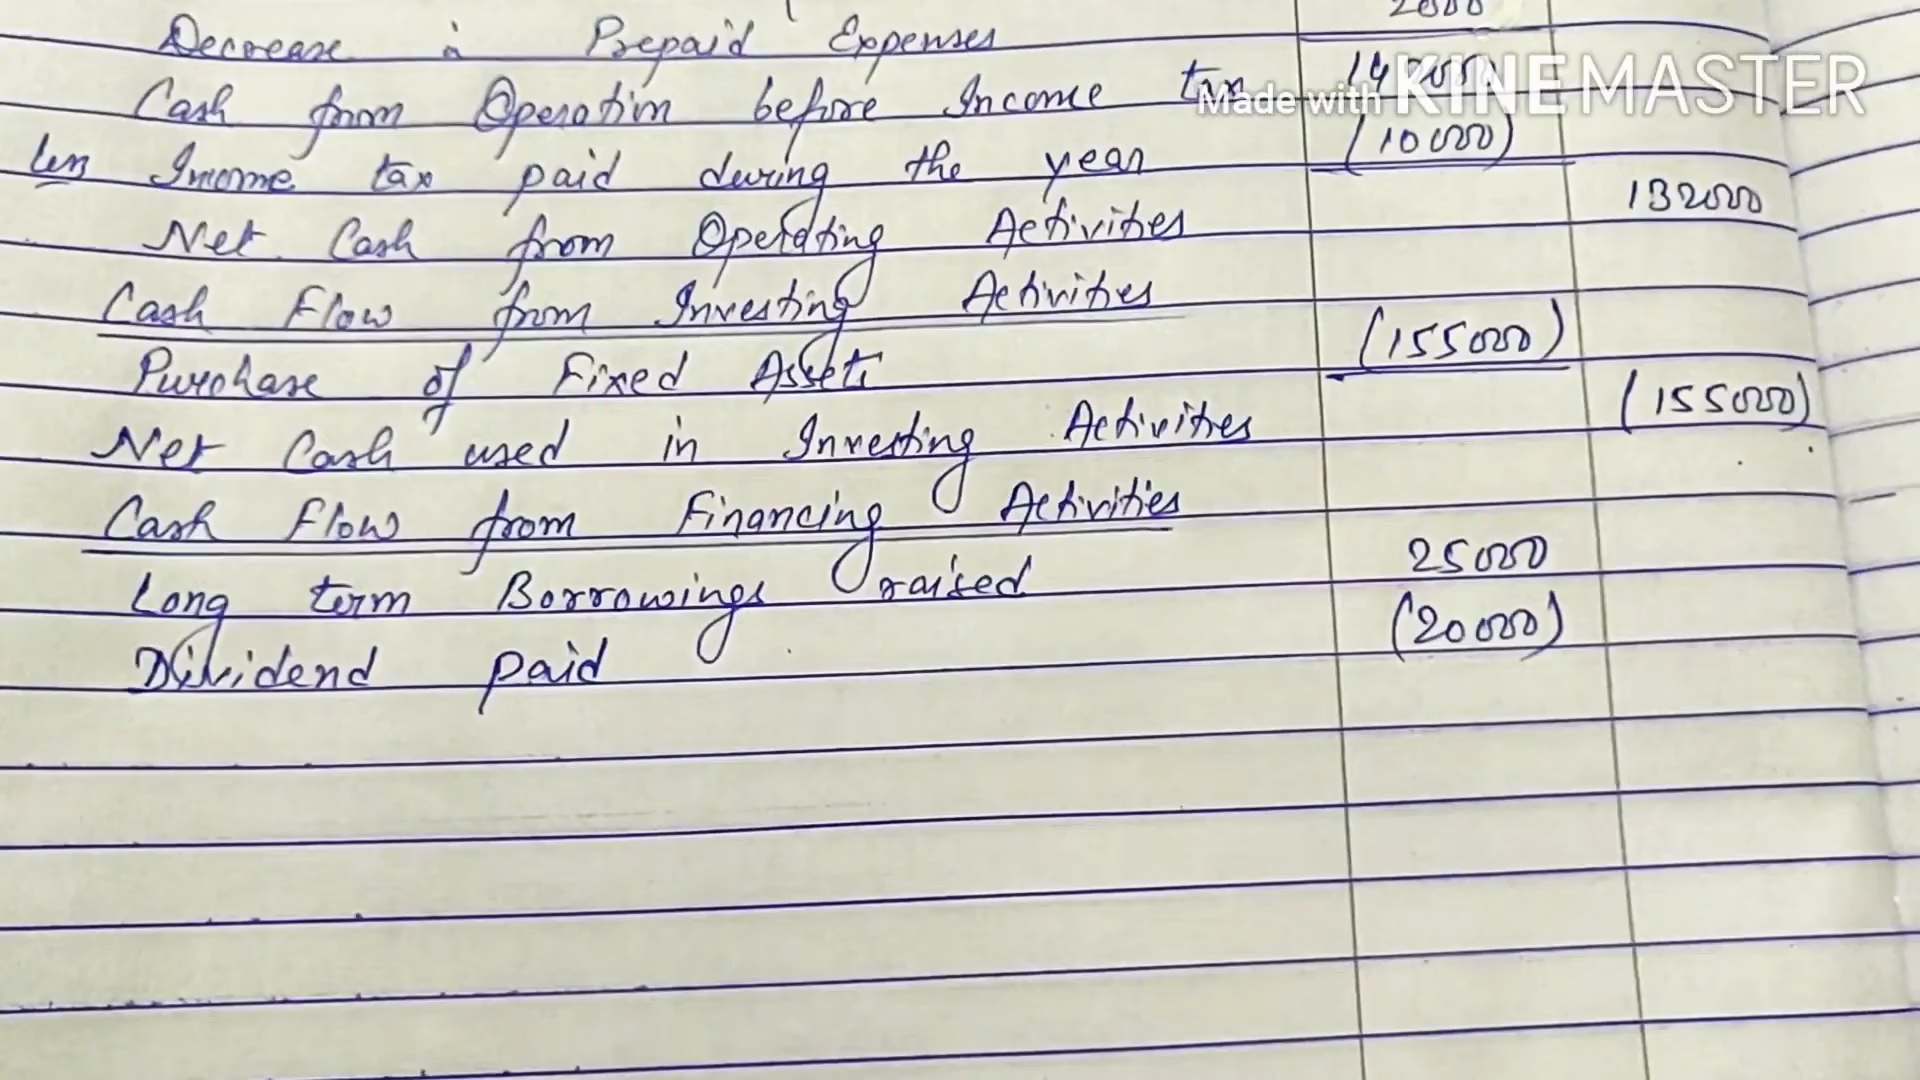 2000
Decrease in Prepaid Expenses
Cash from Operation before Income tax
Made with KINEMASTER
Less Income tax paid during the year (10000)
Net Cash from Operating Activities 132000
Cash Flow from Investing Activities
Purchase of Fixed Assets (155000)
Net Cash used in Investing Activities (155000)
Cash Flow from Financing Activities
Long term Borrowings raised 25000
Dividend paid (20000)